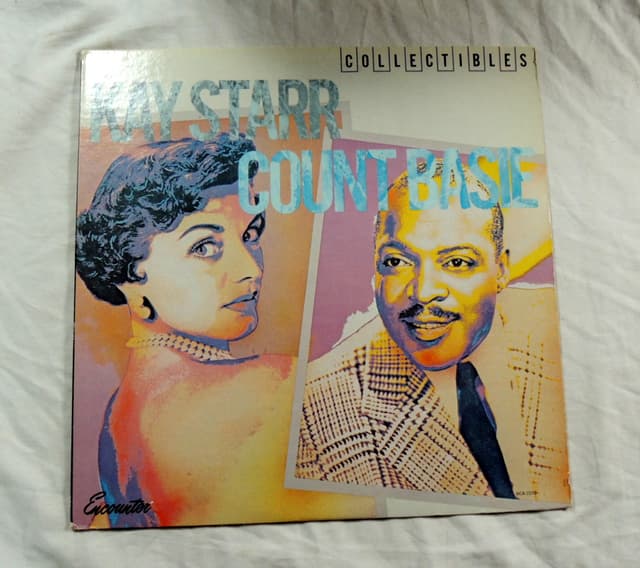 COLLECTIBLES
KAY STARR
COUNT BASIE
Encounter